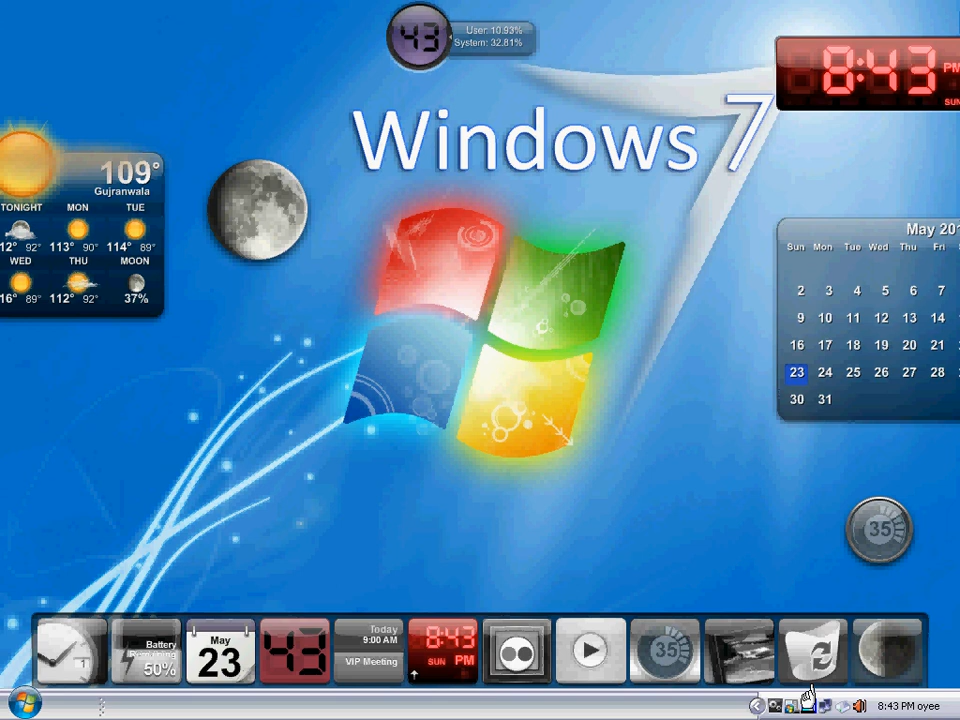 43
User: 10.93%
System: 32.81%
8:43
PM
SUN
Windows 7
109°
Gujranwala
TONIGHT MON TUE
12° 92° 113° 90° 114° 89°
WED THU MOON
16° 89° 112° 92° 37%
May 201
Sun Mon Tue Wed Thu Fri
2 3 4 5 6 7
9 10 11 12 13 14
16 17 18 19 20 21
23 24 25 26 27 28
30 31
35
1
Battery
Remaining
50%
May
23
43
Today
9:00 AM
VIP Meeting
8:43
SUN PM
35
8:43 PM oyee